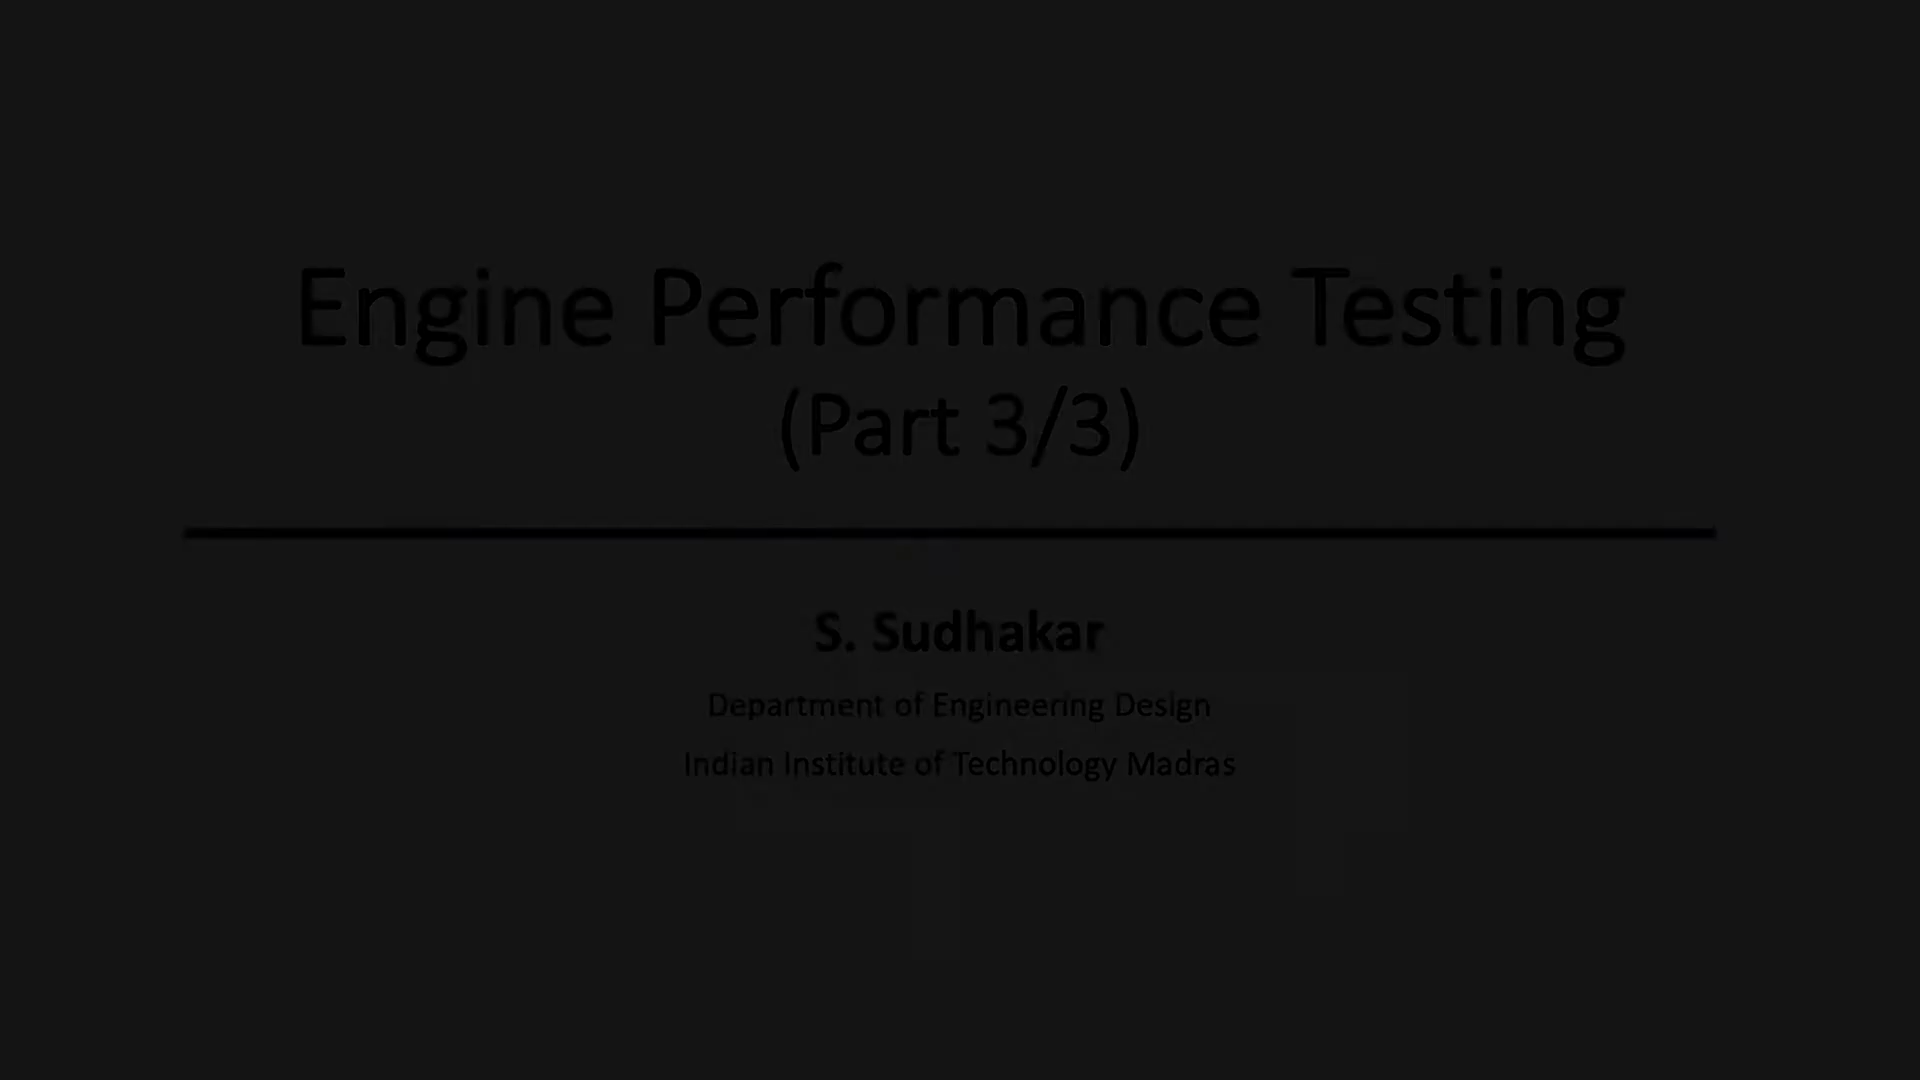 Engine Performance Testing
(Part 3/3)
S. Sudhakar
Department of Engineering Design
Indian Institute of Technology Madras